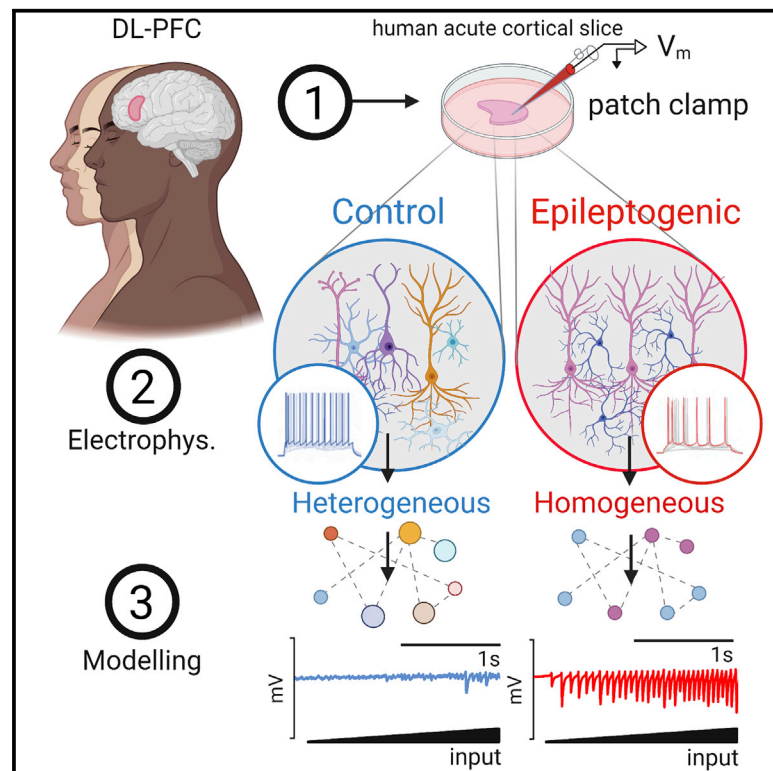 DL-PFC
human acute cortical slice
Vm
1
patch clamp
Control
Epileptogenic
2
Electrophys.
Heterogeneous
Homogeneous
3
Modelling
1s
1s
mV
mV
input
input